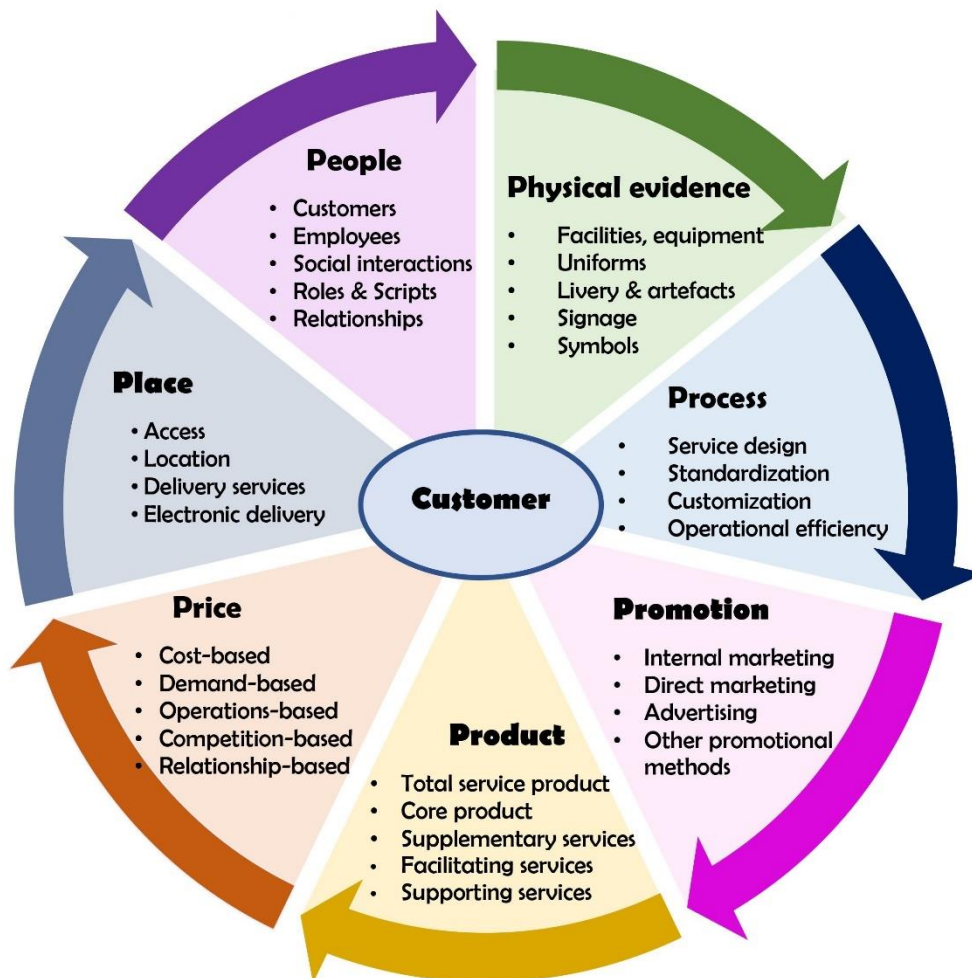 People
• Customers
• Employees
• Social interactions
• Roles & Scripts
• Relationships
Physical evidence
• Facilities, equipment
• Uniforms
• Livery & artefacts
• Signage
• Symbols
Process
• Service design
• Standardization
• Customization
• Operational efficiency
Promotion
• Internal marketing
• Direct marketing
• Advertising
• Other promotional
methods
Product
• Total service product
• Core product
• Supplementary services
• Facilitating services
• Supporting services
Price
• Cost-based
• Demand-based
• Operations-based
• Competition-based
• Relationship-based
Place
• Access
• Location
• Delivery services
• Electronic delivery
Customer